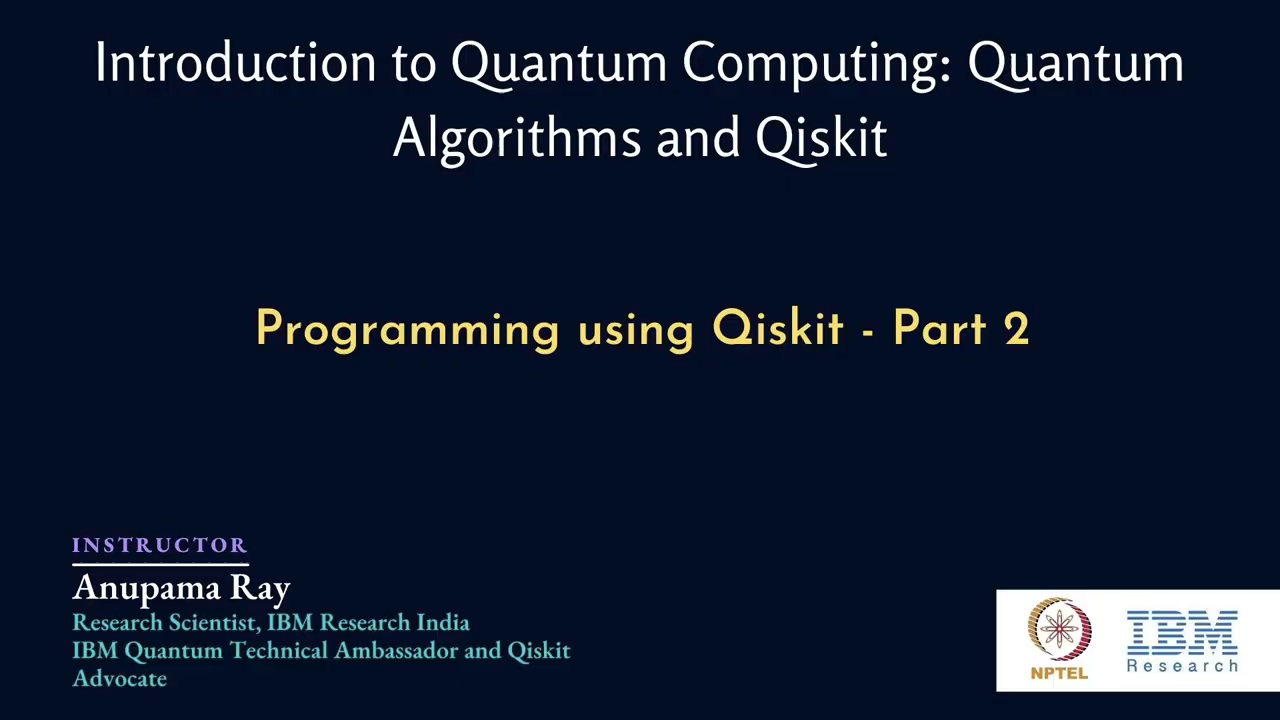 Introduction to Quantum Computing: Quantum
Algorithms and Qiskit
Programming using Qiskit - Part 2
INSTRUCTOR
Anupama Ray
Research Scientist, IBM Research India
IBM Quantum Technical Ambassador and Qiskit
Advocate
NPTEL
IBM
Research